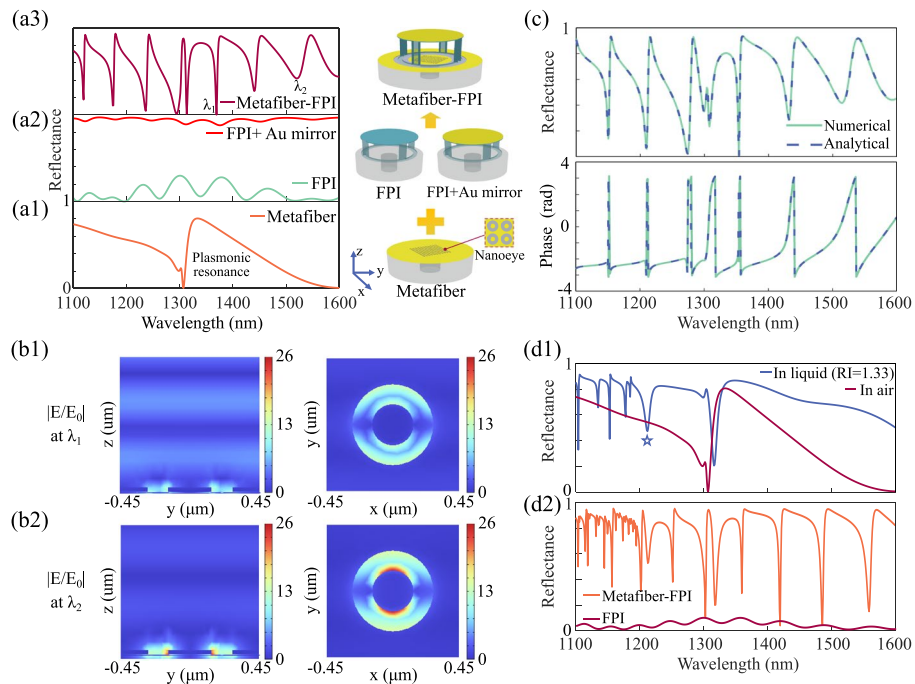 (a3)
λ₁
λ₂
Metafiber-FPI
(a2)
FPI+ Au mirror
FPI
Reflectance
1
(a1)
Metafiber
Plasmonic
resonance
0
1100 1200 1300 1400 1500 1600
Wavelength (nm)
Metafiber-FPI
FPI
FPI+Au mirror
Nanoeye
z
y
x
Metafiber
(c)
1
Reflectance
Numerical
Analytical
4
0
-4
Phase (rad)
1100 1200 1300 1400 1500 1600
Wavelength (nm)
(b1)
|E/E₀|
at λ₁
z (um)
26
13
0
-0.45 0.45
y (μm)
y (um)
26
13
0
-0.45 0.45
x (μm)
(b2)
|E/E₀|
at λ₂
z (um)
26
13
0
-0.45 0.45
y (μm)
y (um)
26
13
0
-0.45 0.45
x (μm)
(d1)
1
Reflectance
0
In liquid (RI=1.33)
In air
(d2)
1
Reflectance
0
Metafiber-FPI
FPI
1100 1200 1300 1400 1500 1600
Wavelength (nm)